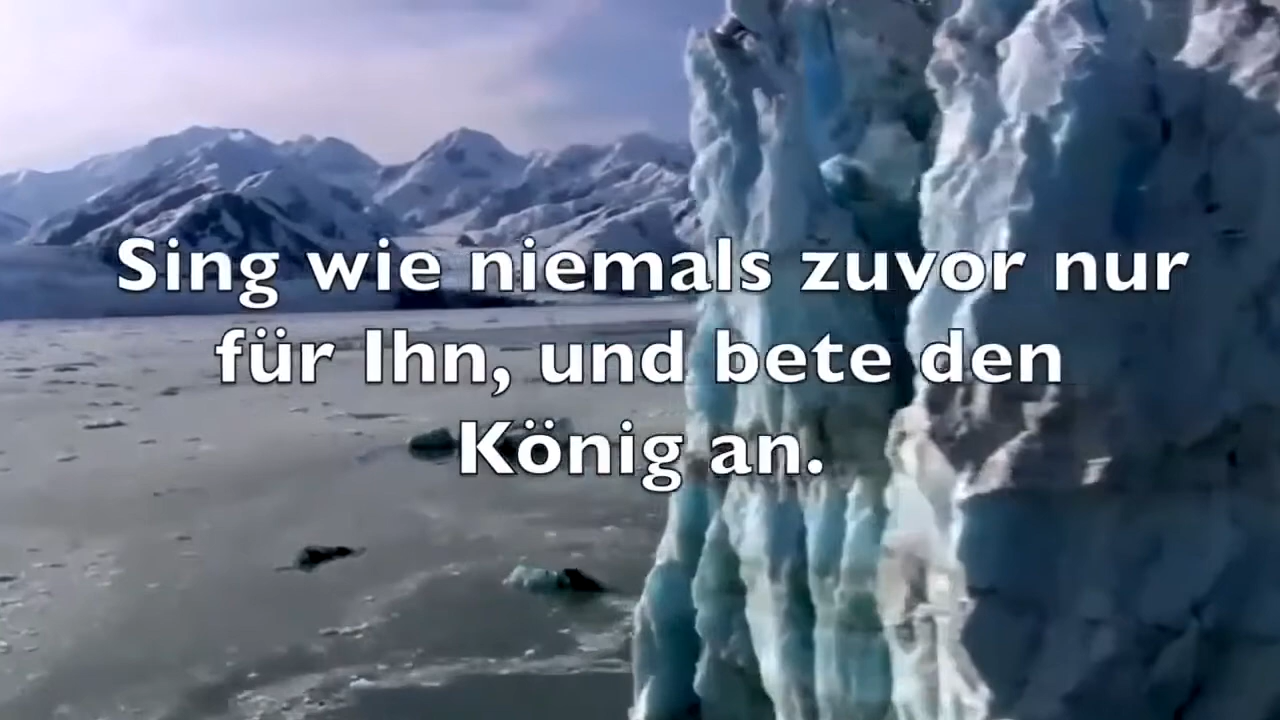 Sing wie niemals zuvor nur
für Ihn, und bete den
König an.